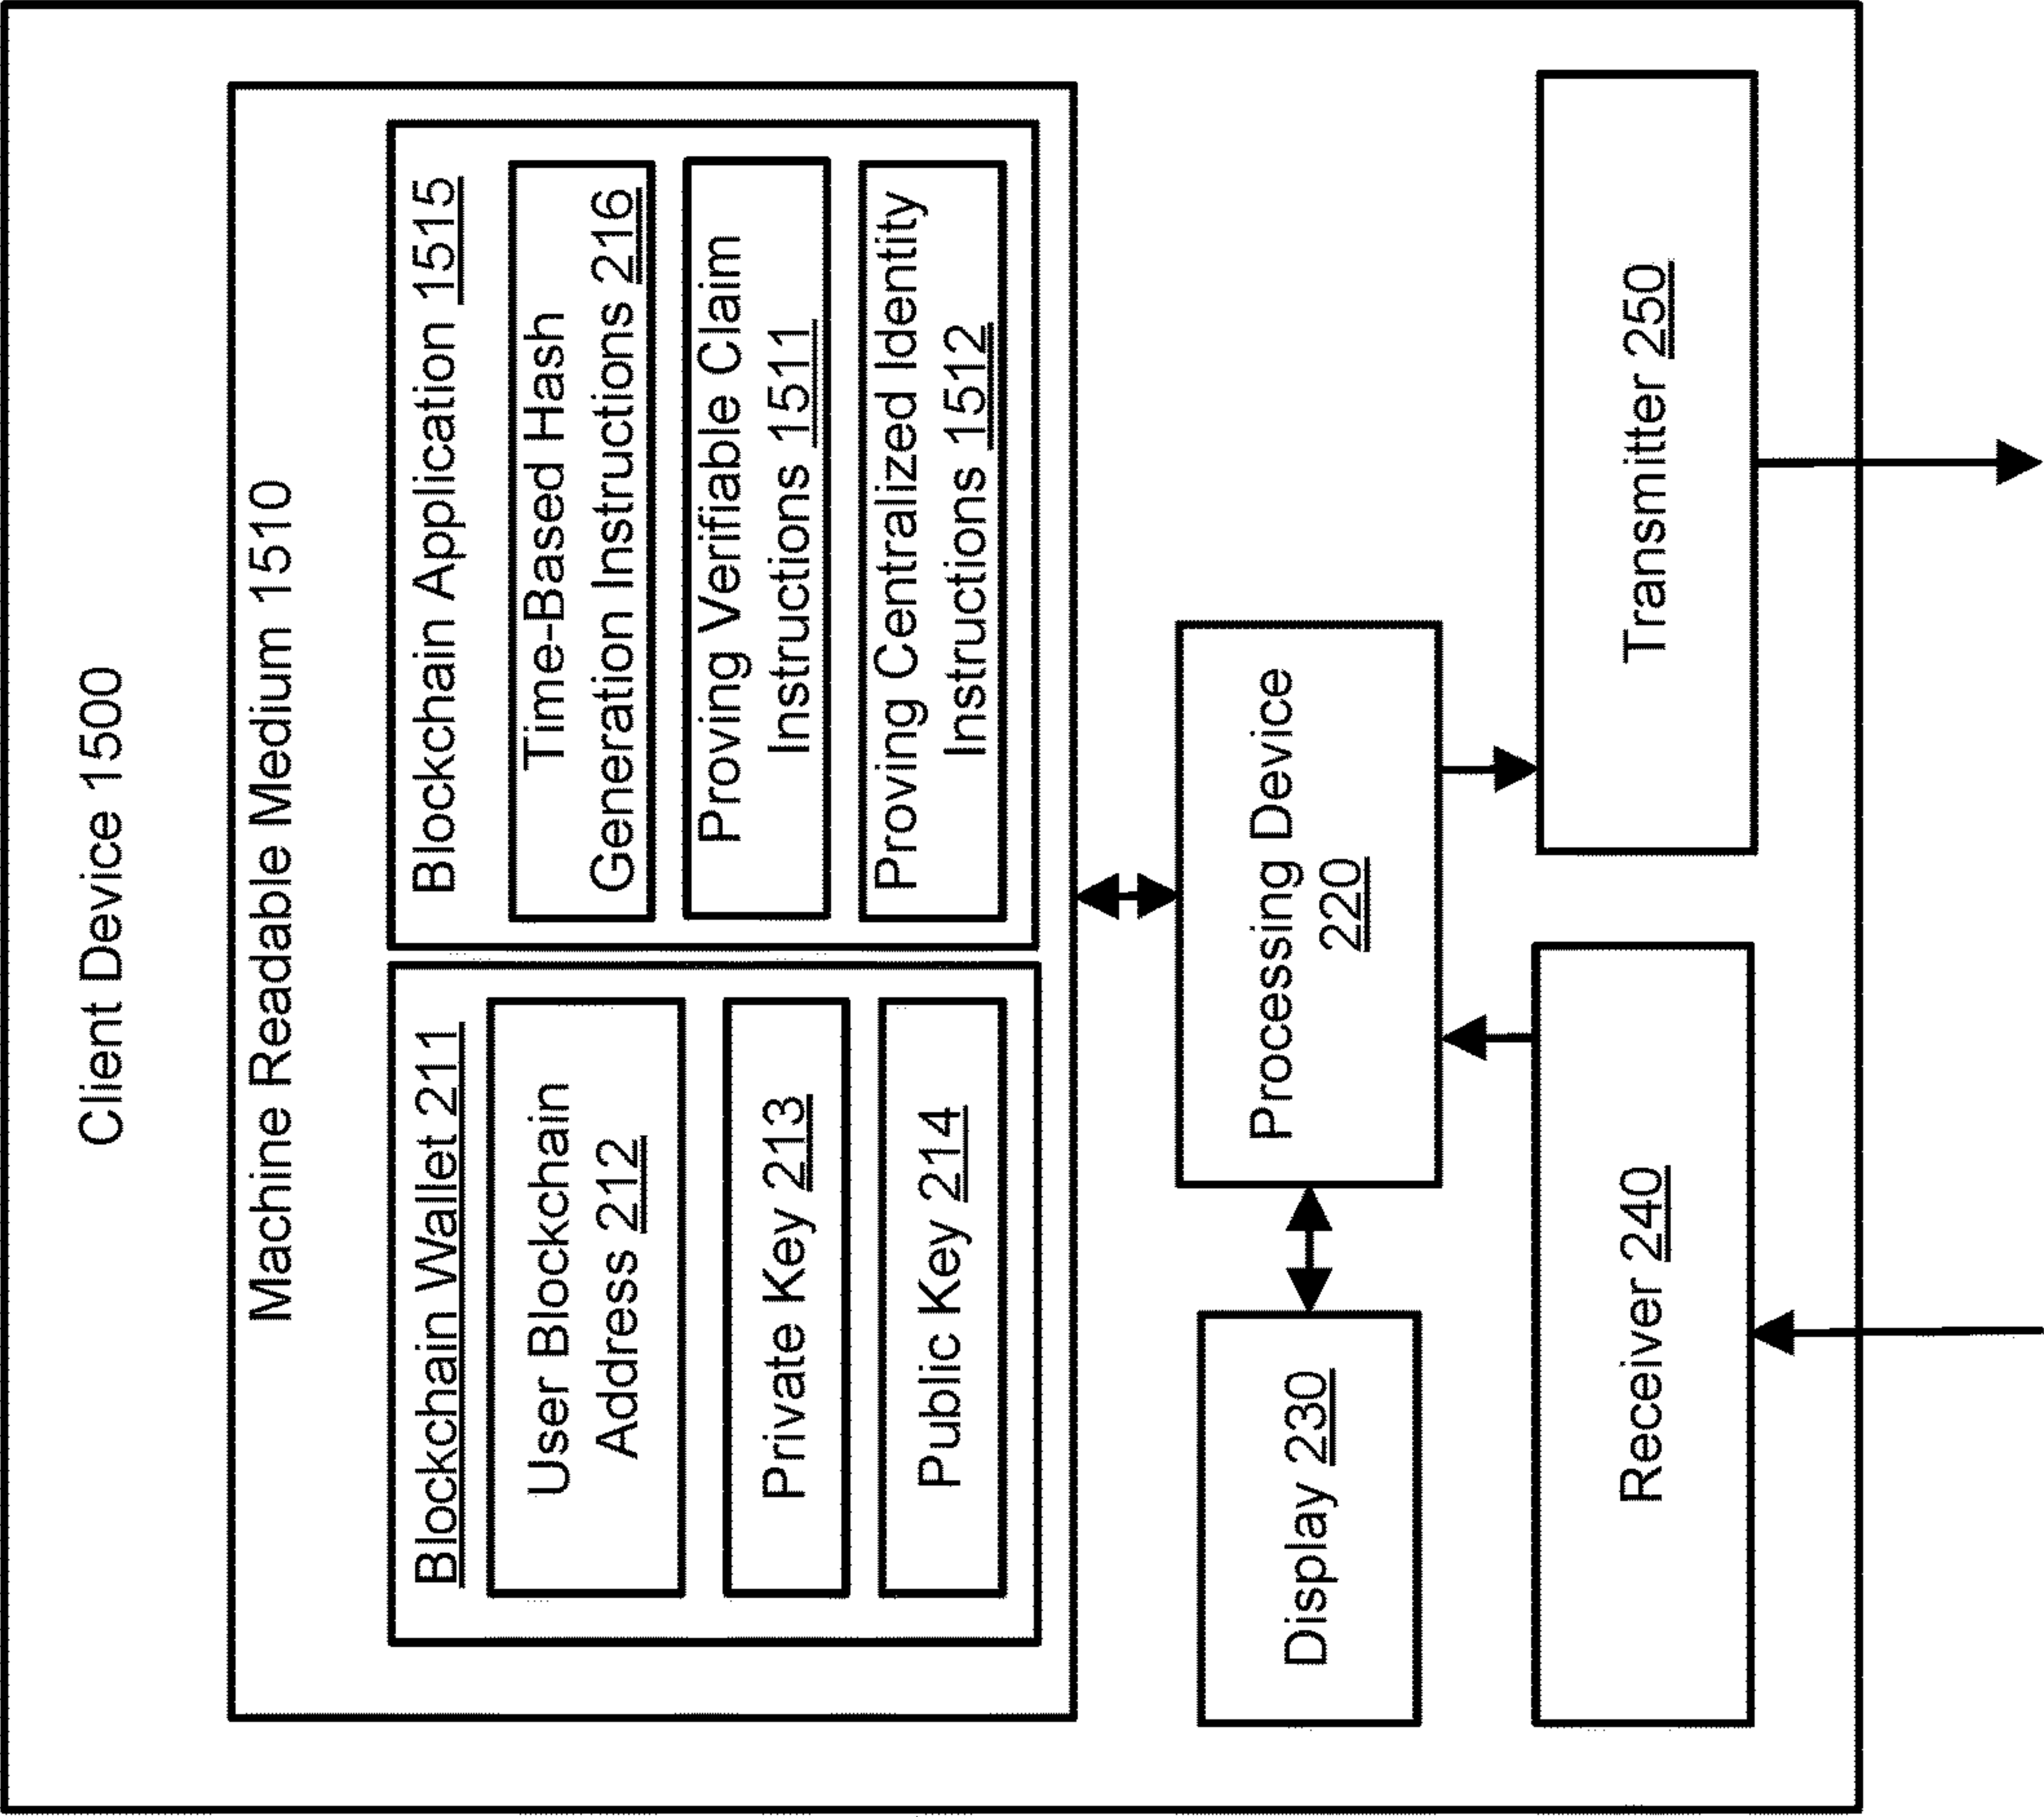 Client Device 1500
Machine Readable Medium 1510
Blockchain Wallet 211
User Blockchain
Address 212
Private Key 213
Public Key 214
Blockchain Application 1515
Time-Based Hash
Generation Instructions 216
Proving Verifiable Claim
Instructions 1511
Proving Centralized Identity
Instructions 1512
Display 230
Processing Device
220
Receiver 240
Transmitter 250